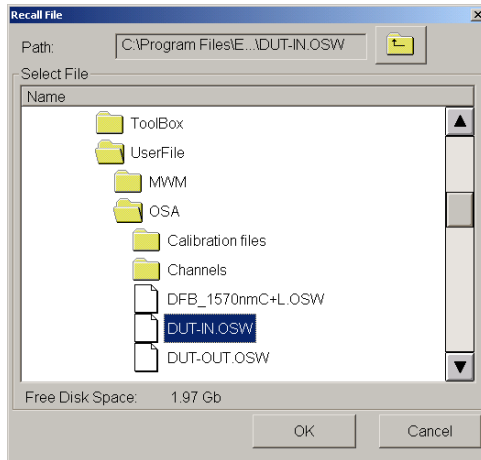 Recall File
Path: C:\Program Files\E...\DUT-IN.OSW
Select File
Name
ToolBox
UserFile
MWM
OSA
Calibration files
Channels
DFB_1570nmC+L.OSW
DUT-IN.OSW
DUT-OUT.OSW
Free Disk Space: 1.97 Gb
OK Cancel